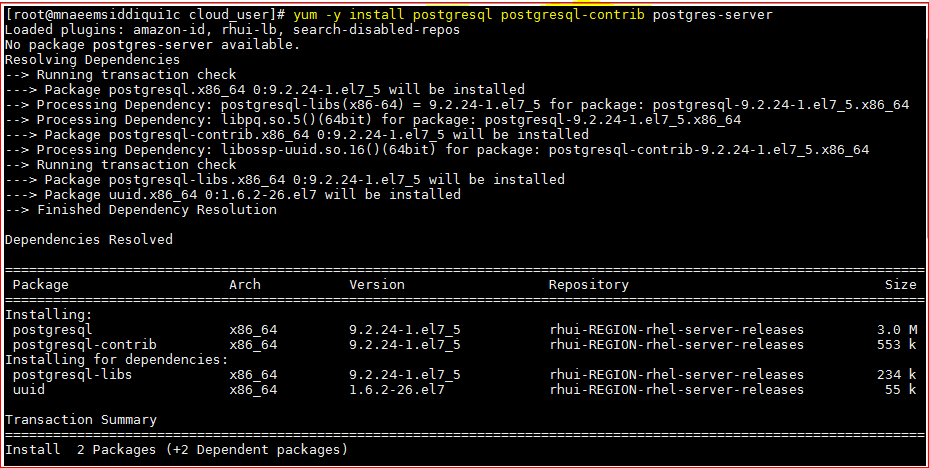 [root@mnaeemsiddiqui1c cloud_user]# yum -y install postgresql postgresql-contrib postgres-server
Loaded plugins: amazon-id, rhui-lb, search-disabled-repos
No package postgres-server available.
Resolving Dependencies
--> Running transaction check
---> Package postgresql.x86_64 0:9.2.24-1.el7_5 will be installed
--> Processing Dependency: postgresql-libs(x86-64) = 9.2.24-1.el7_5 for package: postgresql-9.2.24-1.el7_5.x86_64
--> Processing Dependency: libpq.so.5()(64bit) for package: postgresql-9.2.24-1.el7_5.x86_64
---> Package postgresql-contrib.x86_64 0:9.2.24-1.el7_5 will be installed
--> Processing Dependency: libossp-uuid.so.16()(64bit) for package: postgresql-contrib-9.2.24-1.el7_5.x86_64
--> Running transaction check
---> Package postgresql-libs.x86_64 0:9.2.24-1.el7_5 will be installed
---> Package uuid.x86_64 0:1.6.2-26.el7 will be installed
--> Finished Dependency Resolution
Dependencies Resolved
================================================================================
Package Arch Version Repository Size
================================================================================
Installing:
postgresql x86_64 9.2.24-1.el7_5 rhui-REGION-rhel-server-releases 3.0 M
postgresql-contrib x86_64 9.2.24-1.el7_5 rhui-REGION-rhel-server-releases 553 k
Installing for dependencies:
postgresql-libs x86_64 9.2.24-1.el7_5 rhui-REGION-rhel-server-releases 234 k
uuid x86_64 1.6.2-26.el7 rhui-REGION-rhel-server-releases 55 k
Transaction Summary
================================================================================
Install 2 Packages (+2 Dependent packages)